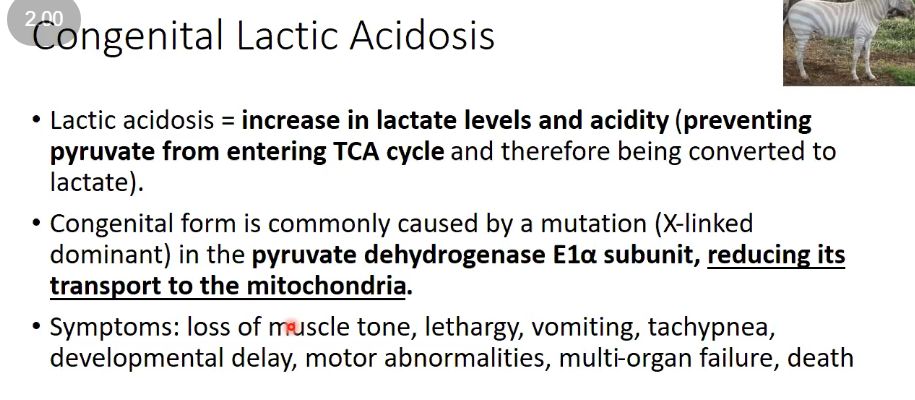 2.00
Congenital Lactic Acidosis
• Lactic acidosis = increase in lactate levels and acidity (preventing
pyruvate from entering TCA cycle and therefore being converted to
lactate).
• Congenital form is commonly caused by a mutation (X-linked
dominant) in the pyruvate dehydrogenase E1α subunit, reducing its
transport to the mitochondria.
• Symptoms: loss of muscle tone, lethargy, vomiting, tachypnea,
developmental delay, motor abnormalities, multi-organ failure, death